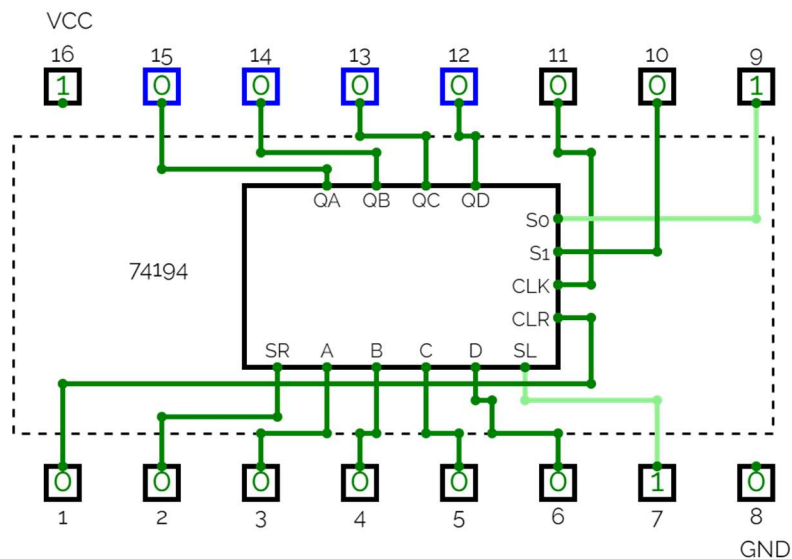 VCC
16 15 14 13 12 11 10 9
1 0 0 0 0 0 0 1
QA QB QC QD
S0
S1
74194
CLK
CLR
SR A B C D SL
0 0 0 0 0 0 1 0
1 2 3 4 5 6 7 8
GND